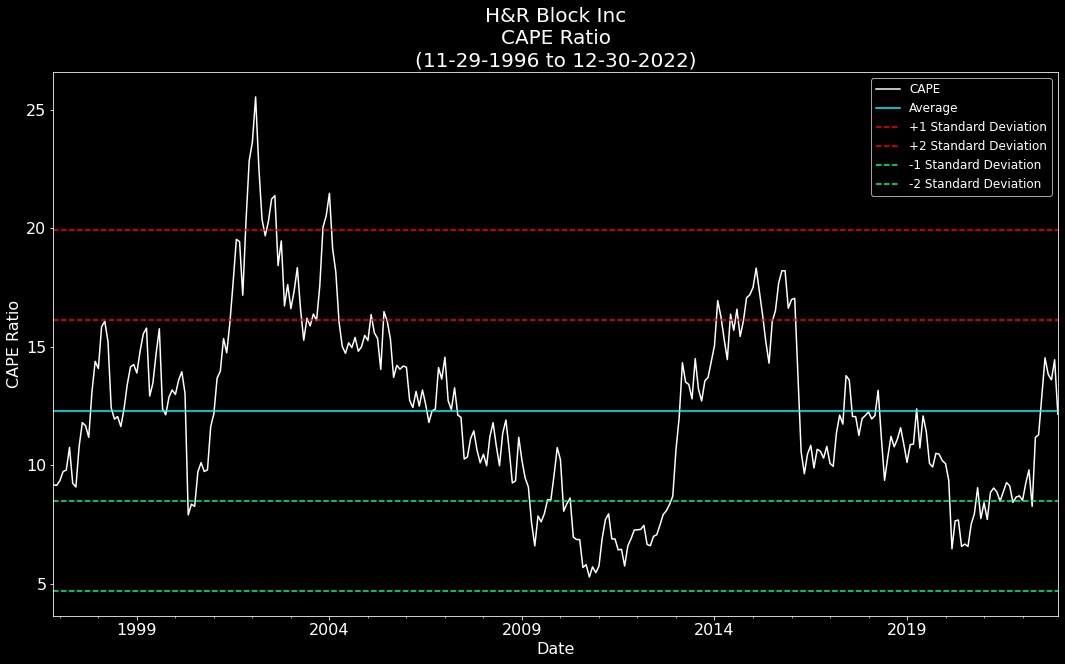 H&R Block Inc
CAPE Ratio
(11-29-1996 to 12-30-2022)
CAPE
Average
+1 Standard Deviation
+2 Standard Deviation
-1 Standard Deviation
-2 Standard Deviation
25
20
15
10
5
CAPE Ratio
1999
2004
2009
2014
2019
Date